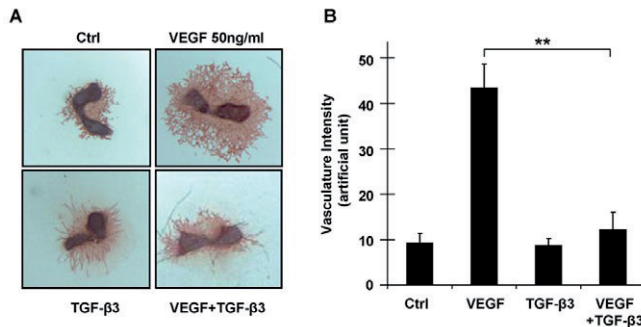 A
Ctrl
VEGF 50ng/ml
TGF-β3
VEGF+TGF-β3
B
Vasculature Intensity
(artificial unit)
50
40
30
20
10
0
**
Ctrl
VEGF
TGF-β3
VEGF
+TGF-β3